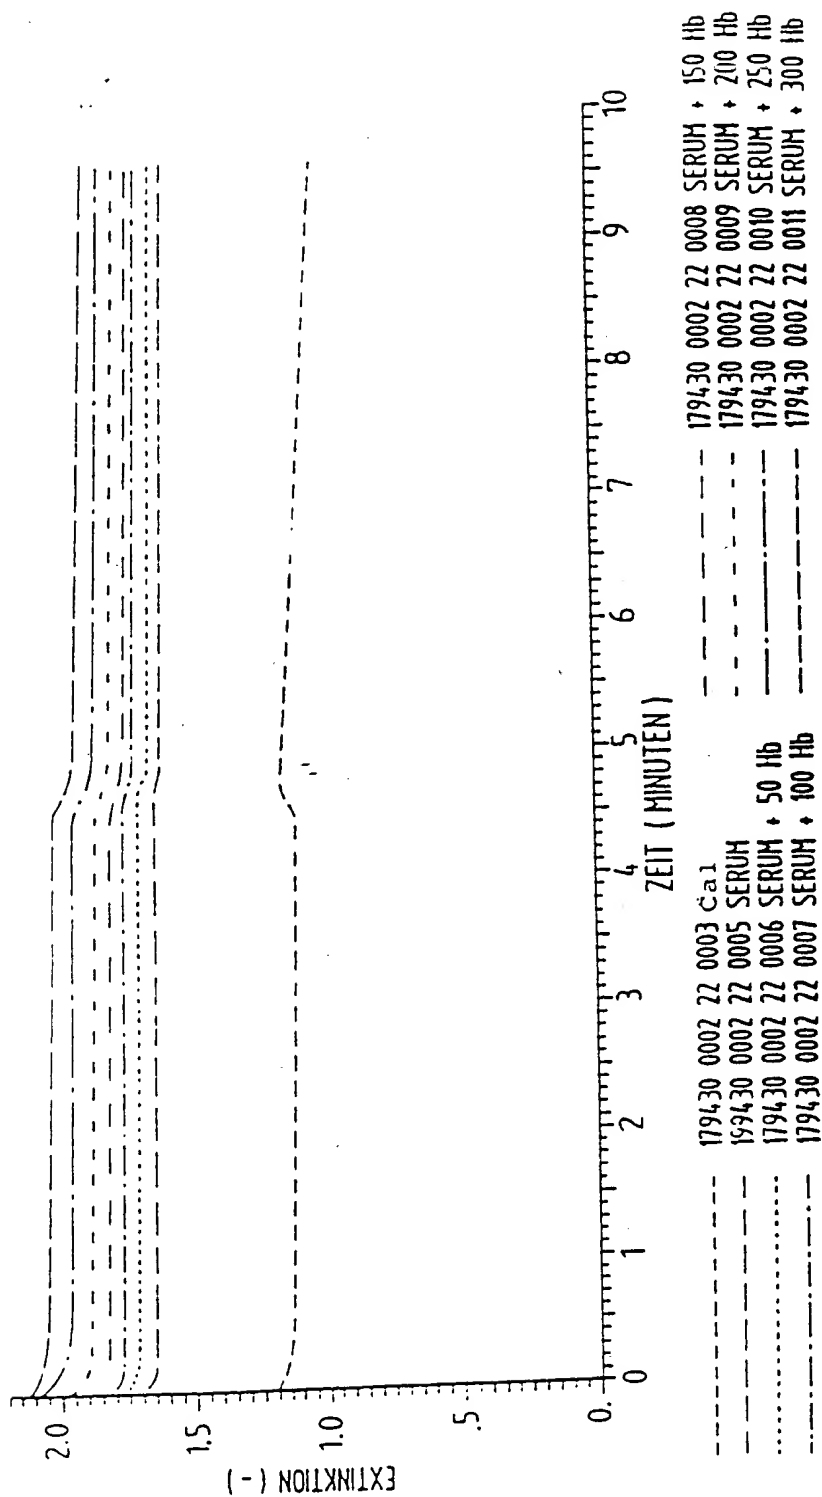 EXTINKTION (-)
2.0
1.5
1.0
.5
0.
0 1 2 3 4 5 6 7 8 9 10
ZEIT (MINUTEN)
179430 0002 22 0003 Cal
199430 0002 22 0005 SERUM
179430 0002 22 0006 SERUM + 50 Hb
179430 0002 22 0007 SERUM + 100 Hb
179430 0002 22 0008 SERUM + 150 Hb
179430 0002 22 0009 SERUM + 200 Hb
179430 0002 22 0010 SERUM + 250 Hb
179430 0002 22 0011 SERUM + 300 Hb